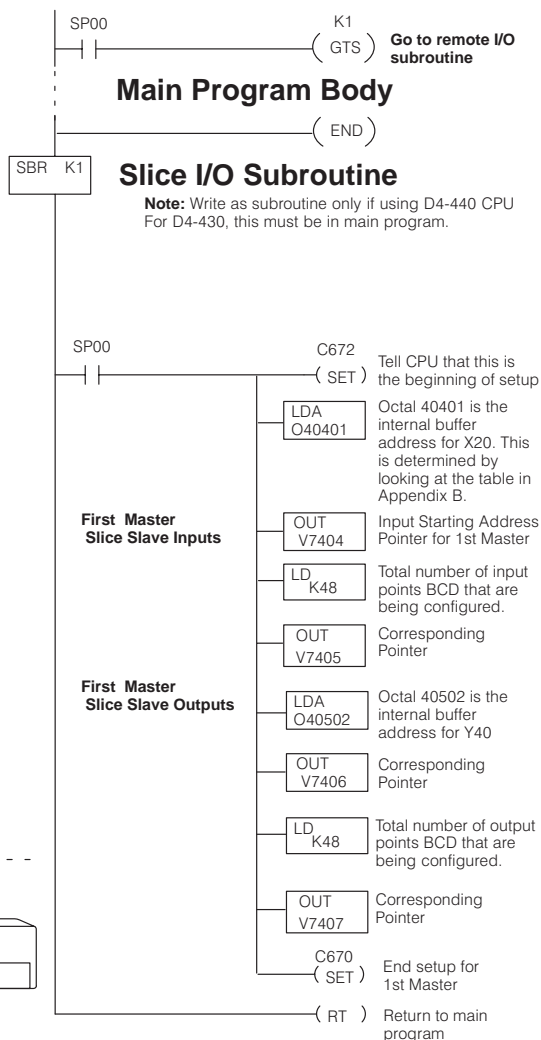 SP00
K1
GTS
Go to remote I/O
subroutine
Main Program Body
END
SBR K1
Slice I/O Subroutine
Note: Write as subroutine only if using D4-440 CPU
For D4-430, this must be in main program.
SP00
C672
SET
Tell CPU that this is
the beginning of setup
LDA
O40401
Octal 40401 is the
internal buffer
address for X20. This
is determined by
looking at the table in
Appendix B.
First Master
Slice Slave Inputs
OUT
V7404
Input Starting Address
Pointer for 1st Master
LD
K48
Total number of input
points BCD that are
being configured.
OUT
V7405
Corresponding
Pointer
First Master
Slice Slave Outputs
LDA
O40502
Octal 40502 is the
internal buffer
address for Y40
OUT
V7406
Corresponding
Pointer
LD
K48
Total number of output
points BCD that are
being configured.
OUT
V7407
Corresponding
Pointer
C670
SET
End setup for
1st Master
RT
Return to main
program